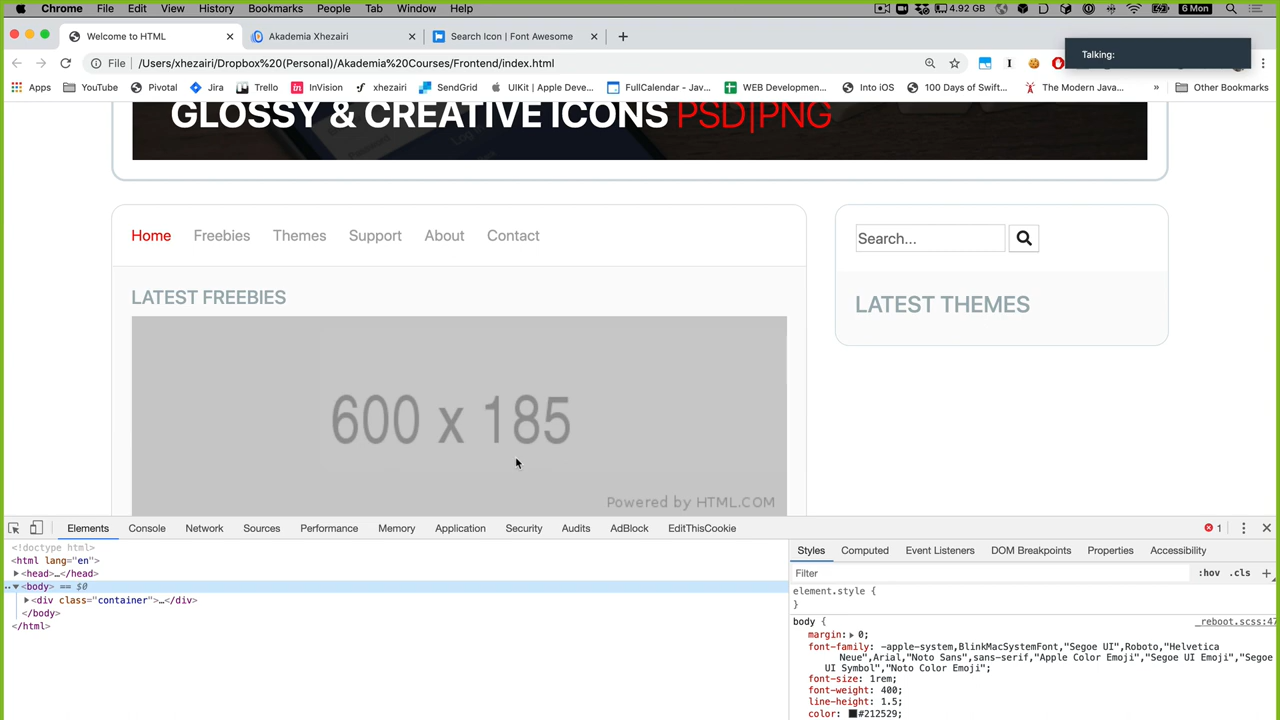 Chrome File Edit View History Bookmarks People Tab Window Help 4.92 GB 6 Mon
Welcome to HTML Akademia Xhezairi Search Icon | Font Awesome
Talking:
File /Users/xhezairi/Dropbox%20(Personal)/Akademia%20Courses/Frontend/index.html
Apps YouTube Pivotal Jira Trello InVision xhezairi SendGrid UIKit | Apple Deve... FullCalendar - Jav... WEB Developmen... Into iOS 100 Days of Swift... The Modern Java... » Other Bookmarks
GLOSSY & CREATIVE ICONS PSD|PNG
Home Freebies Themes Support About Contact
Search...
LATEST FREEBIES
LATEST THEMES
600 x 185
Powered by HTML.COM
Elements Console Network Sources Performance Memory Application Security Audits AdBlock EditThisCookie 1
<!doctype html>
<html lang="en">
<head>…</head>
<body> == $0
<div class="container">…</div>
</body>
</html>
Styles Computed Event Listeners DOM Breakpoints Properties Accessibility
Filter :hov .cls +
element.style {
}
body { _reboot.scss:47
margin: 0;
font-family: -apple-system,BlinkMacSystemFont,"Segoe UI",Roboto,"Helvetica
Neue",Arial,"Noto Sans",sans-serif,"Apple Color Emoji","Segoe UI Emoji","Segoe
UI Symbol","Noto Color Emoji";
font-size: 1rem;
font-weight: 400;
line-height: 1.5;
color: #212529;